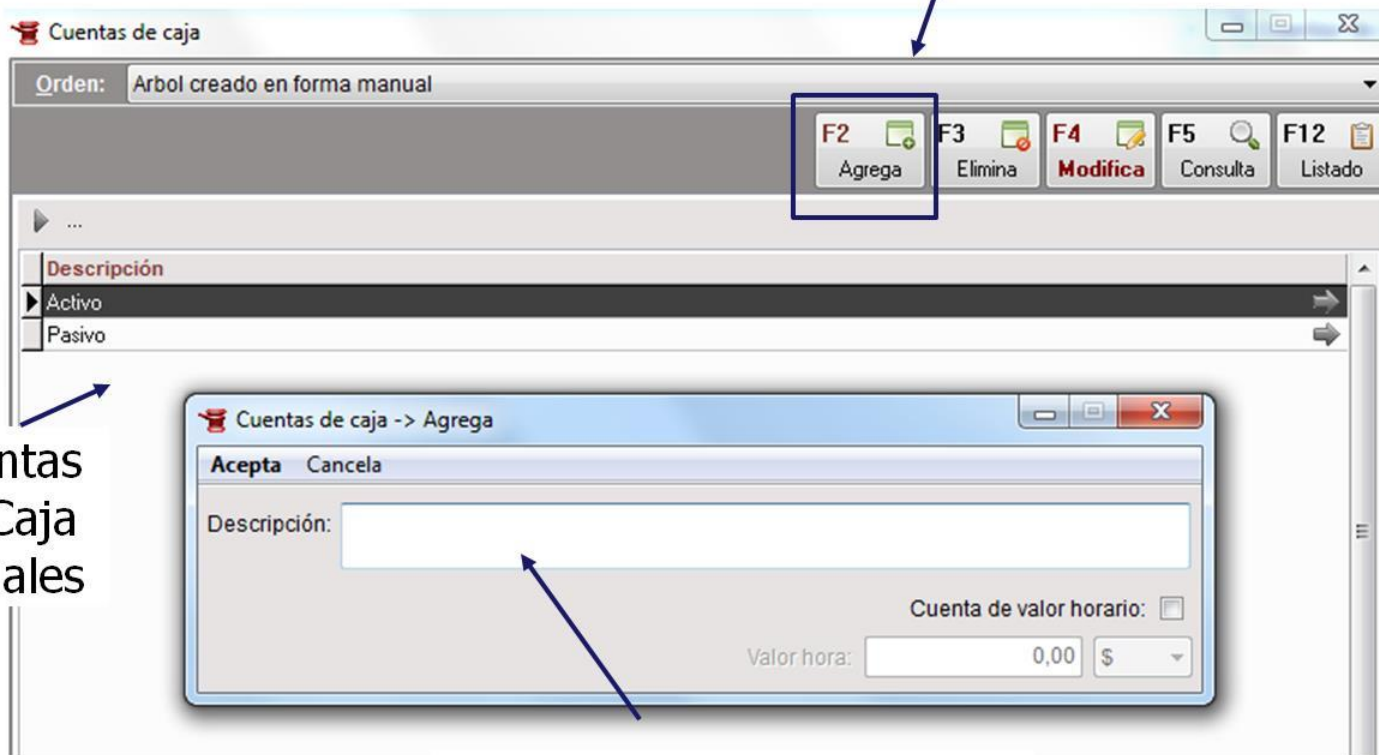 Cuentas de caja
Orden: Arbol creado en forma manual
F2 F3 F4 F5 F12
Agrega Elimina Modifica Consulta Listado
...
Descripción
Activo
Pasivo
Cuentas de caja -> Agrega
Acepta Cancela
Descripción:
Cuenta de valor horario:
Valor hora: 0,00 $
ntas
Caja
ales